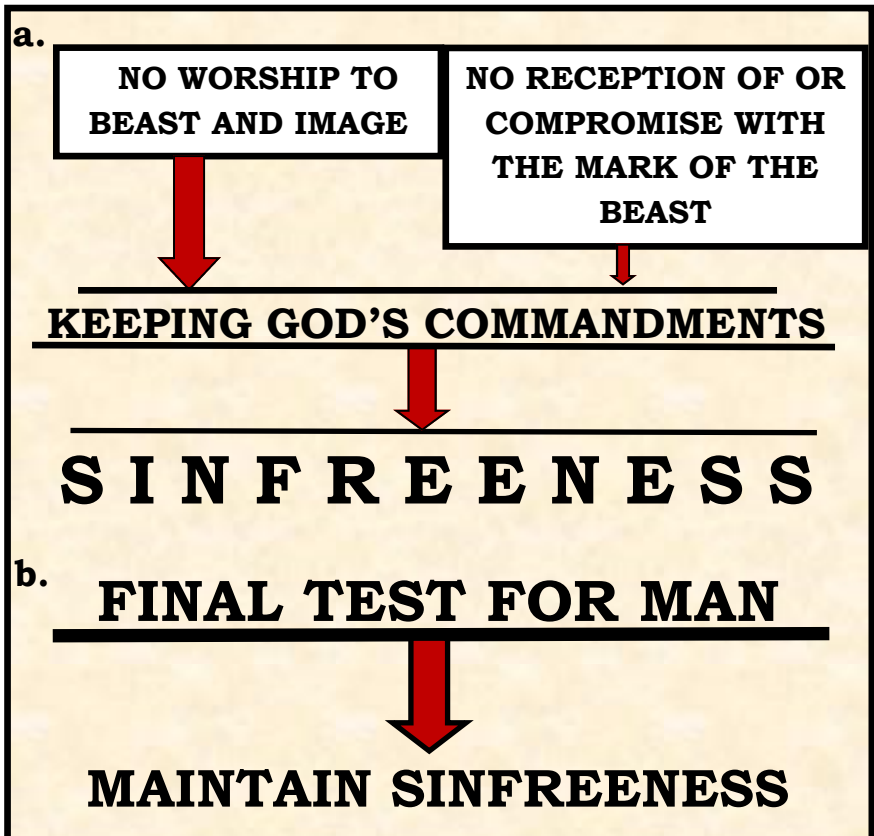 a.
NO WORSHIP TO
BEAST AND IMAGE
NO RECEPTION OF OR
COMPROMISE WITH
THE MARK OF THE
BEAST
KEEPING GOD’S COMMANDMENTS
S I N F R E E N E S S
b.
FINAL TEST FOR MAN
MAINTAIN SINFREENESS